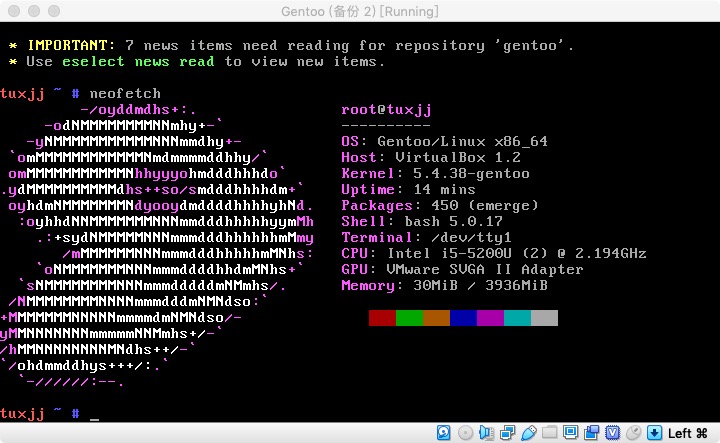 Gentoo (备份 2) [Running]
* IMPORTANT: 7 news items need reading for repository 'gentoo'.
* Use eselect news read to view new items.
tuxjj ~ # neofetch
-/oyddmdhs+:.
root@tuxjj
-odNMMMMMMMMNNmhy+-`
----------
-yNMMMMMMMMMMMNNNmmdhy+-
OS: Gentoo/Linux x86_64
`omMMMMMMMMMMMMNmdmmmmddhhy/`
Host: VirtualBox 1.2
omMMMMMMMMMMMNhhyyyohmdddhhhdo`
Kernel: 5.4.38-gentoo
.ydMMMMMMMMMMdhs++so/smdddhhhhdm+`
Uptime: 14 mins
oyhdmNMMMMMMMNdyooydmddddhhhhyhNd.
Packages: 450 (emerge)
:oyhhdNNMMMMMMMNNNmmdddhhhhhyymMh
Shell: bash 5.0.17
.:+sydNMMMMMNNNmmmdddhhhhhhmMmy
Terminal: /dev/tty1
/mMMMMMMNNNmmmdddhhhhhmMNhs:
CPU: Intel i5-5200U (2) @ 2.194GHz
`oNMMMMMMMNNNmmmddddhhdmMNhs+`
GPU: VMware SVGA II Adapter
`sNMMMMMMMMNNNmmmdddddmNMmhs/.
Memory: 30MiB / 3936MiB
/NMMMMMMMMNNNNmmmdddmNMNdso:`
+MMMMMMMNNNNNmmmmdmNMNdso/-
yMMNNNNNNNmmmmmNNMmhs+/-`
/hMMNNNNNNNNMNdhs++/-`
`/ohdmmddhys+++/:.`
`-//////:--.
tuxjj ~ # _
Left ⌘